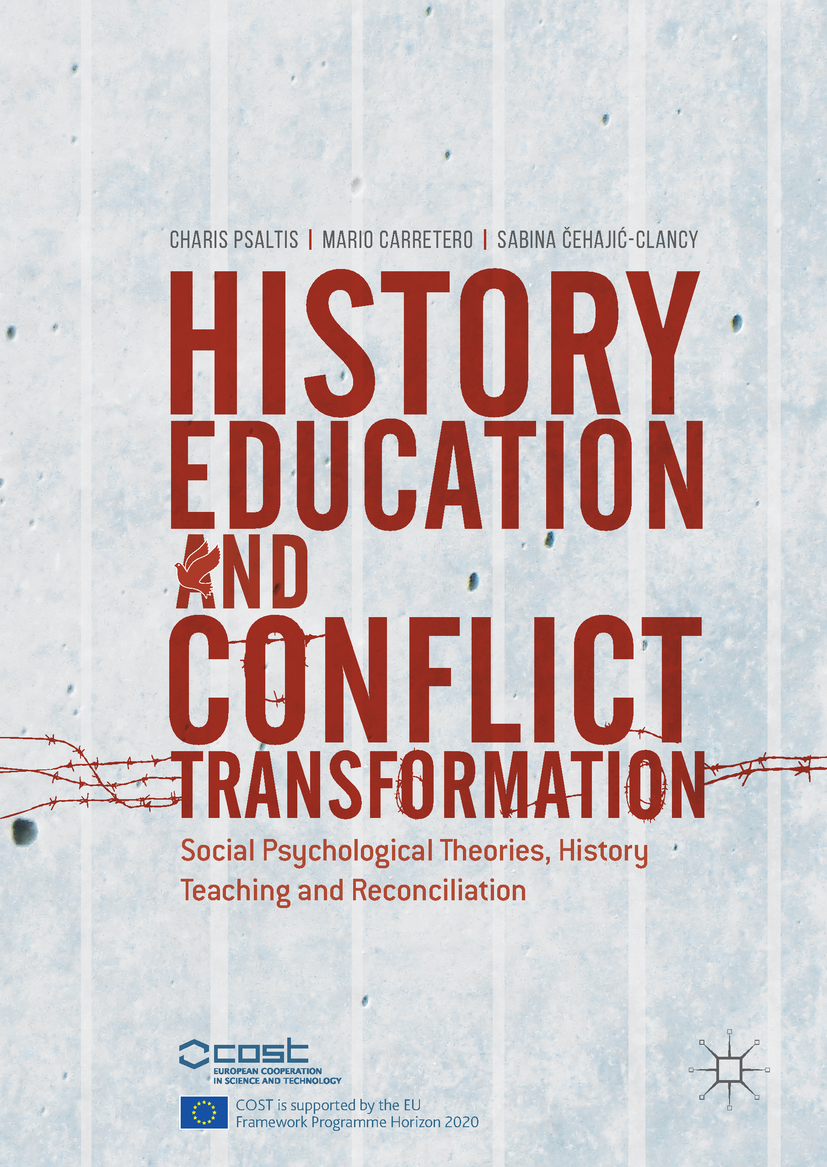 CHARIS PSALTIS | MARIO CARRETERO | SABINA ČEHAJIĆ-CLANCY
HISTORY
EDUCATION
AND
CONFLICT
TRANSFORMATION
Social Psychological Theories, History
Teaching and Reconciliation
cost
EUROPEAN COOPERATION
IN SCIENCE AND TECHNOLOGY
COST is supported by the EU
Framework Programme Horizon 2020